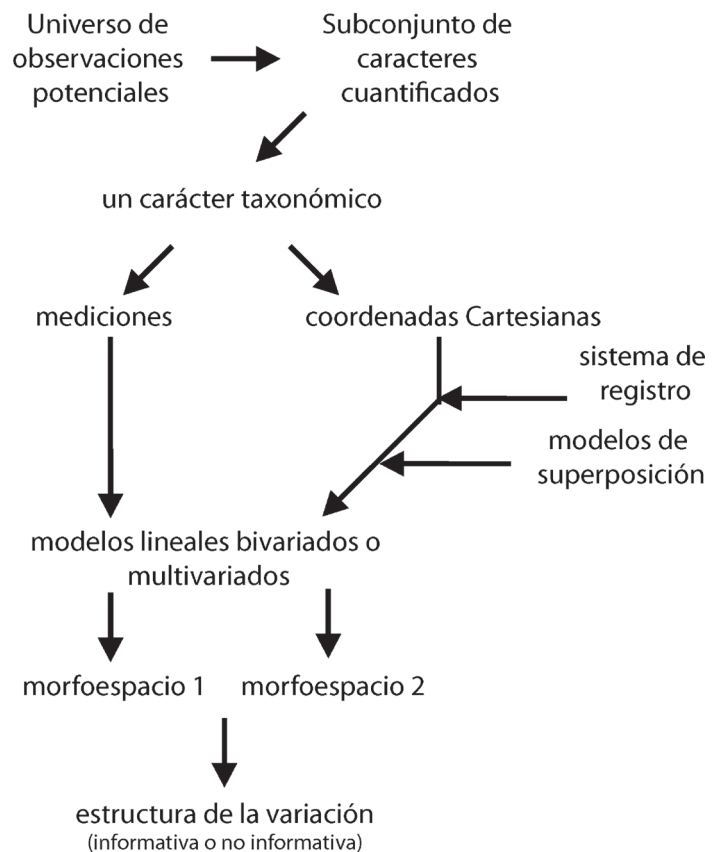 Universo de
observaciones
potenciales
Subconjunto de
caracteres
cuantificados
un carácter taxonómico
mediciones
coordenadas Cartesianas
sistema de
registro
modelos de
superposición
modelos lineales bivariados o
multivariados
morfoespacio 1
morfoespacio 2
estructura de la variación
(informativa o no informativa)